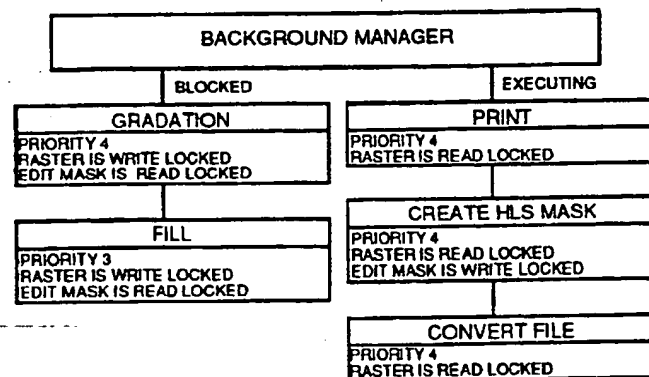 BACKGROUND MANAGER
BLOCKED
EXECUTING
GRADATION
PRIORITY 4
RASTER IS WRITE LOCKED
EDIT MASK IS READ LOCKED
FILL
PRIORITY 3
RASTER IS WRITE LOCKED
EDIT MASK IS READ LOCKED
PRINT
PRIORITY 4
RASTER IS READ LOCKED
CREATE HLS MASK
PRIORITY 4
RASTER IS READ LOCKED
EDIT MASK IS WRITE LOCKED
CONVERT FILE
PRIORITY 4
RASTER IS READ LOCKED